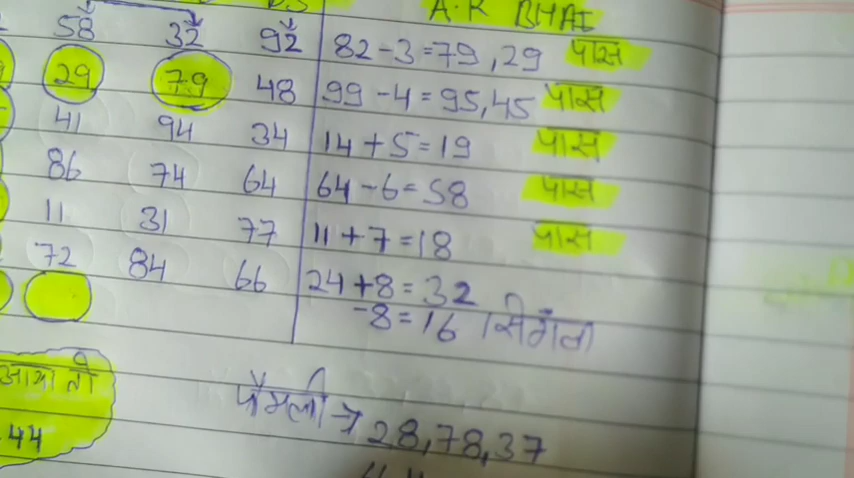 A.R BHAI
58 32 92 82-3=79,29 पास
29 79 48 99-4=95,45 पास
41 94 34 14+5=19 पास
86 74 64 64-6=58 पास
11 31 77 11+7=18 पास
72 84 66 24+8=32
-8=16
फॅमली → 28,78,37
44